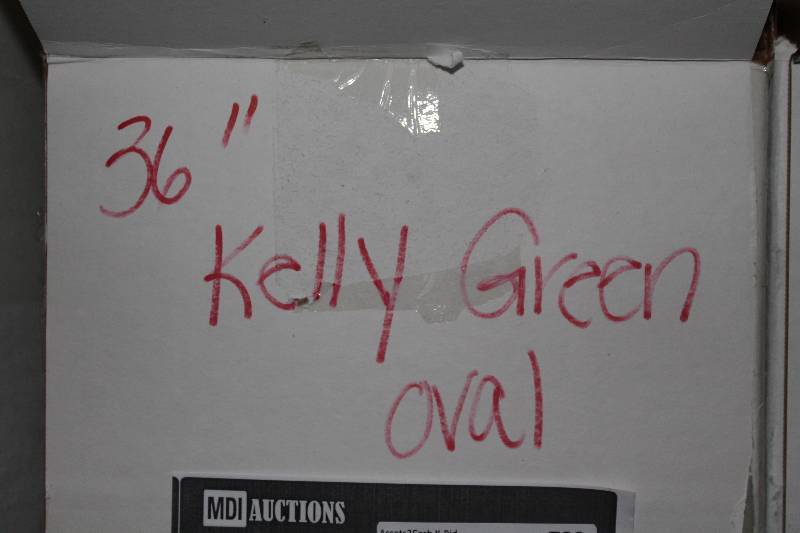 36"
Kelly Green
oval
MDI AUCTIONS